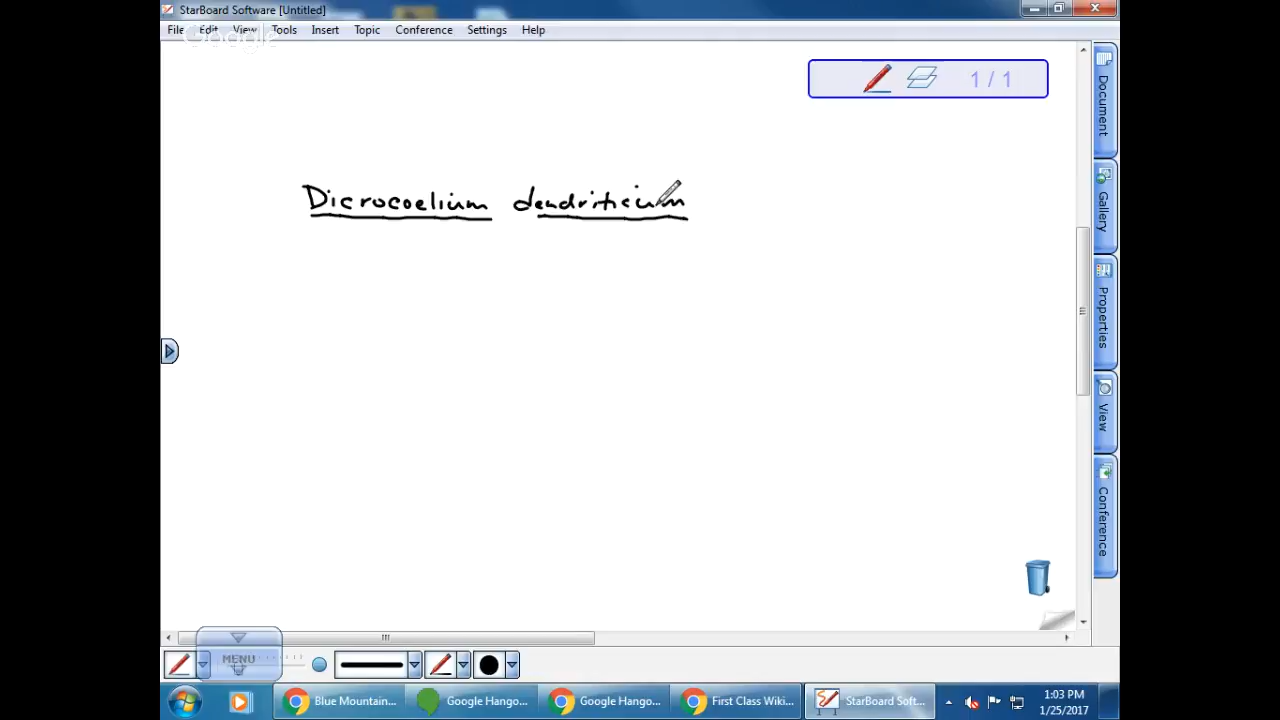 StarBoard Software [Untitled]
File Edit View Tools Insert Topic Conference Settings Help
Google
1 / 1
Dicrocoelium dendriticium
Document
Gallery
Properties
View
Conference
MENU
Blue Mountain... Google Hango... Google Hango... First Class Wiki... StarBoard Soft... 1:03 PM
1/25/2017